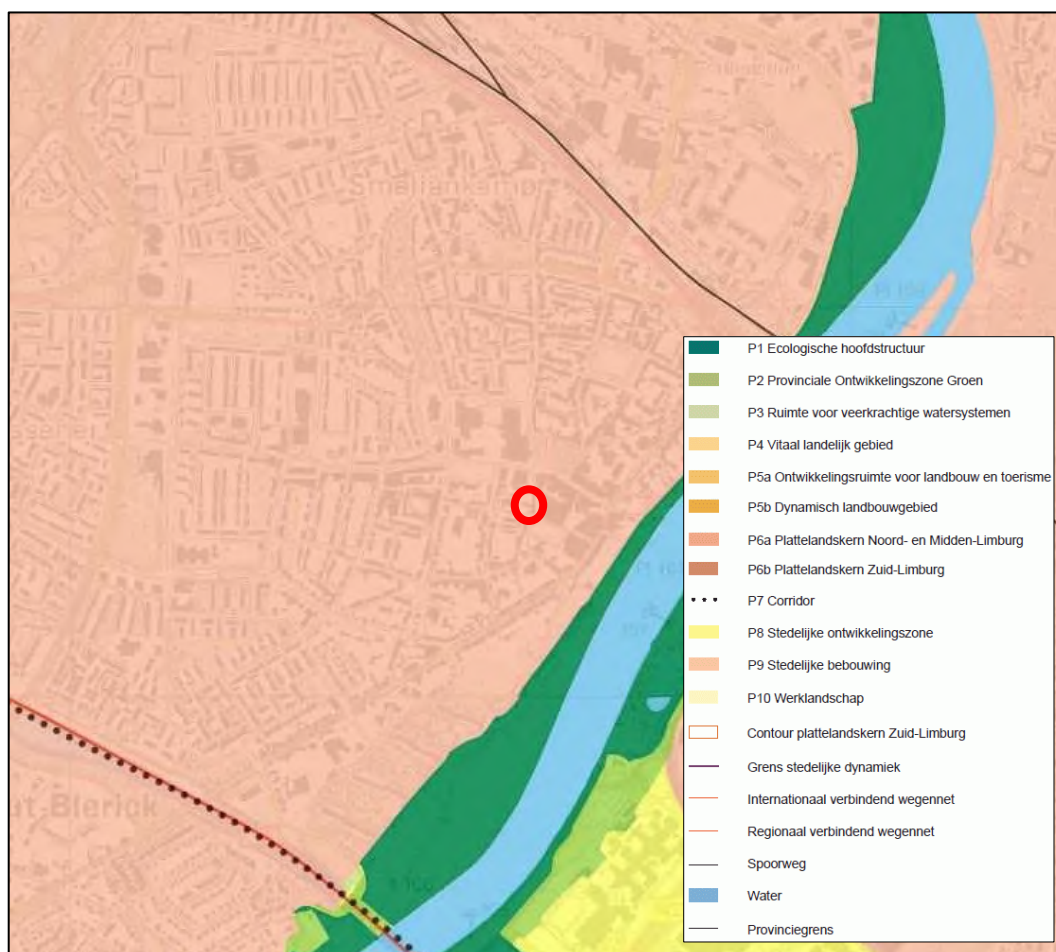 Smeliënkamp
P1 Ecologische hoofdstructuur
P2 Provinciale Ontwikkelingszone Groen
P3 Ruimte voor veerkrachtige watersystemen
P4 Vitaal landelijk gebied
P5a Ontwikkelingsruimte voor landbouw en toerisme
P5b Dynamisch landbouwgebied
P6a Plattelandskern Noord- en Midden-Limburg
P6b Plattelandskern Zuid-Limburg
P7 Corridor
P8 Stedelijke ontwikkelingszone
P9 Stedelijke bebouwing
P10 Werklandschap
Contour plattelandskern Zuid-Limburg
Grens stedelijke dynamiek
Internationaal verbindend wegennet
Regionaal verbindend wegennet
Spoorweg
Water
Provinciegrens
at-Blerick